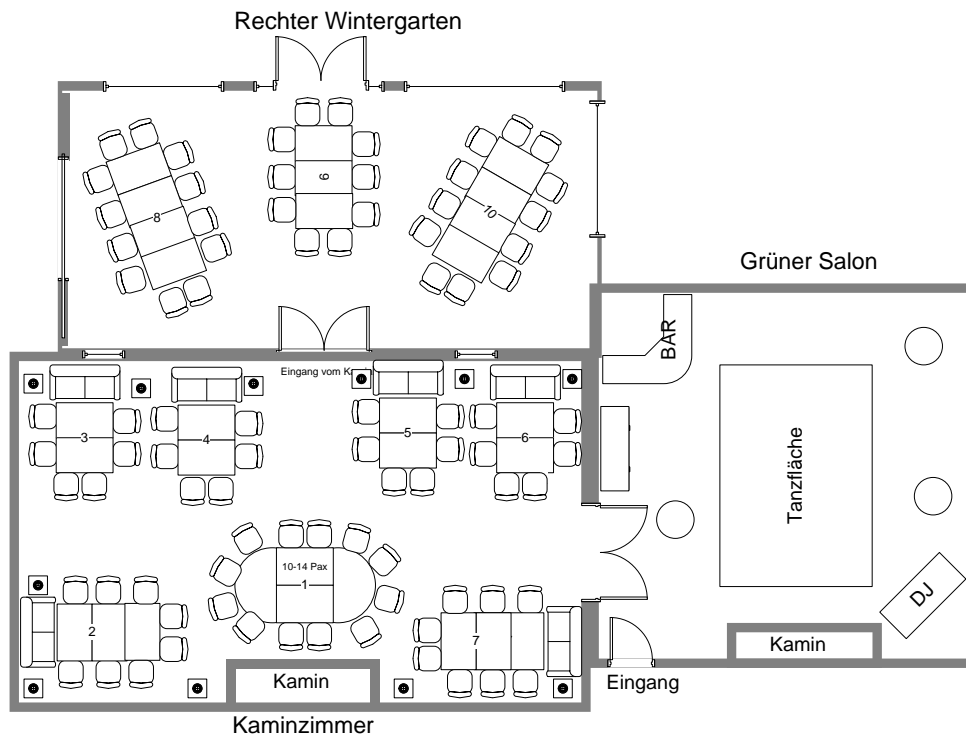 Rechter Wintergarten
8
9
10
Grüner Salon
BAR
Eingang vom
3
4
5
6
Tanzfläche
10-14 Pax
1
2
7
DJ
Kamin
Kamin
Eingang
Kaminzimmer